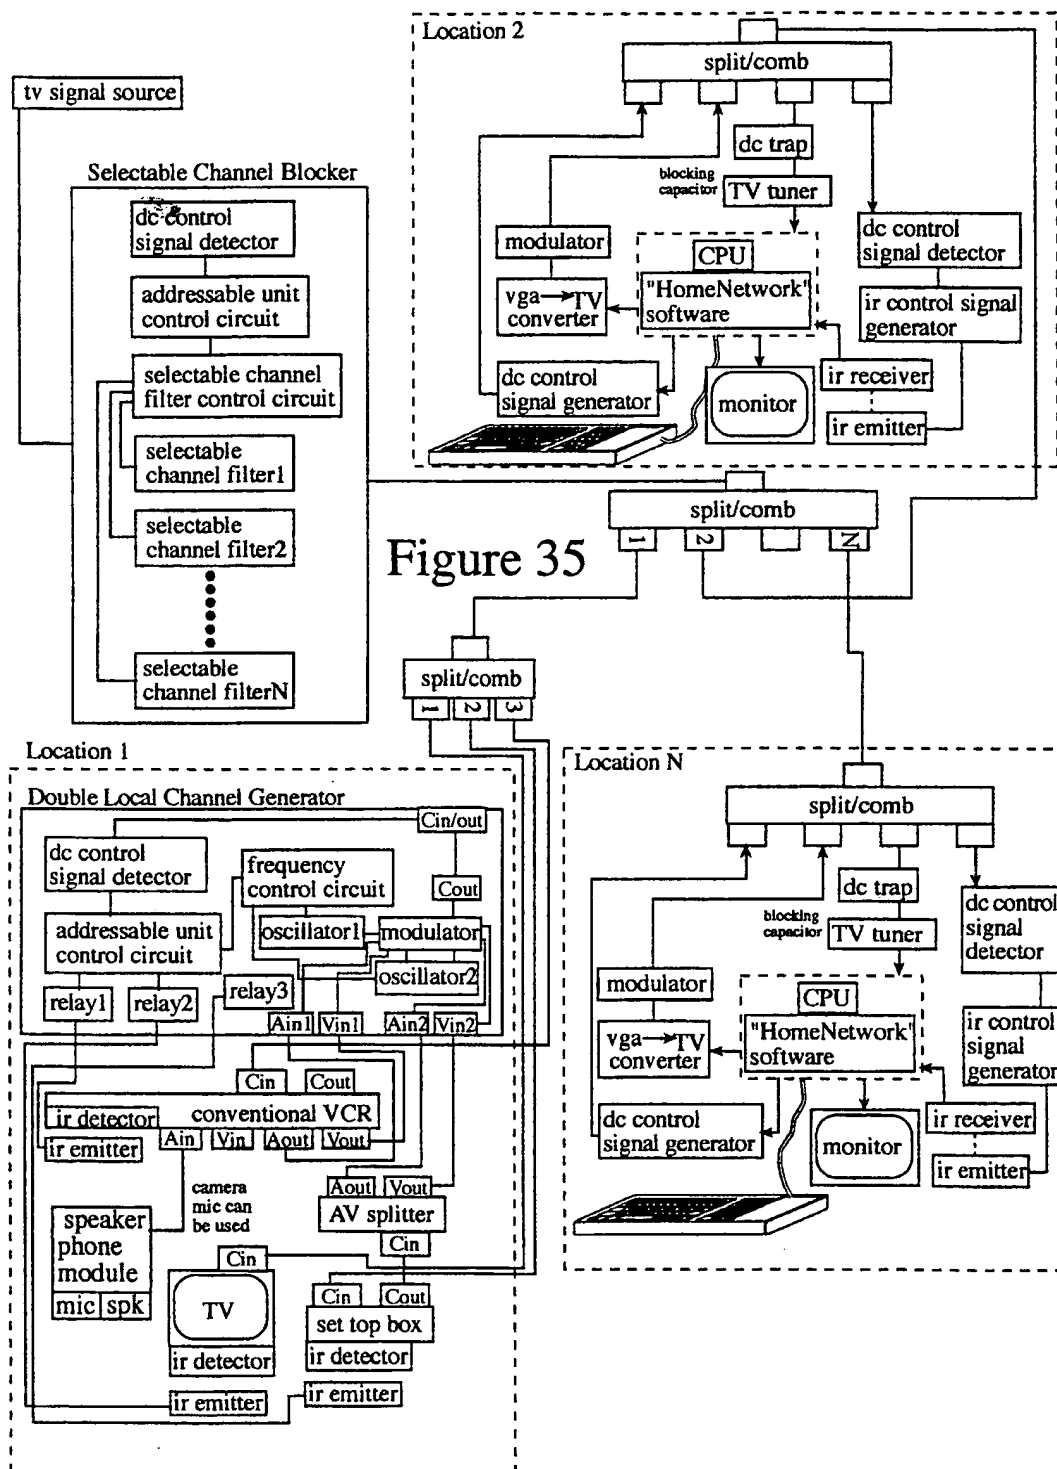 Location 2
split/comb
tv signal source
dc trap
blocking
capacitor
TV tuner
Selectable Channel Blocker
dc control
signal detector
addressable unit
control circuit
selectable channel
filter control circuit
selectable
channel filter1
selectable
channel filter2
selectable
channel filterN
modulator
CPU
dc control
signal detector
vga→TV
converter
"HomeNetwork'
software
ir control signal
generator
dc control
signal generator
monitor
ir receiver
ir emitter
split/comb
1
2
N
Figure 35
split/comb
1
2
3
Location 1
Double Local Channel Generator
Cin/out
dc control
signal detector
frequency
control circuit
Cout
addressable unit
control circuit
oscillator1
modulator
oscillator2
relay1
relay2
relay3
Ain1
Vin1
Ain2
Vin2
Cin
Cout
conventional VCR
ir detector
Ain
Vin
Aout
Vout
ir emitter
camera
mic can
be used
Aout
Vout
AV splitter
Cin
speaker
phone
module
mic
spk
Cin
TV
ir detector
Cin
Cout
set top box
ir detector
ir emitter
ir emitter
Location N
split/comb
dc trap
blocking
capacitor
TV tuner
dc control
signal
detector
modulator
CPU
vga→TV
converter
"HomeNetwork'
software
ir control
signal
generator
dc control
signal generator
monitor
ir receiver
ir emitter